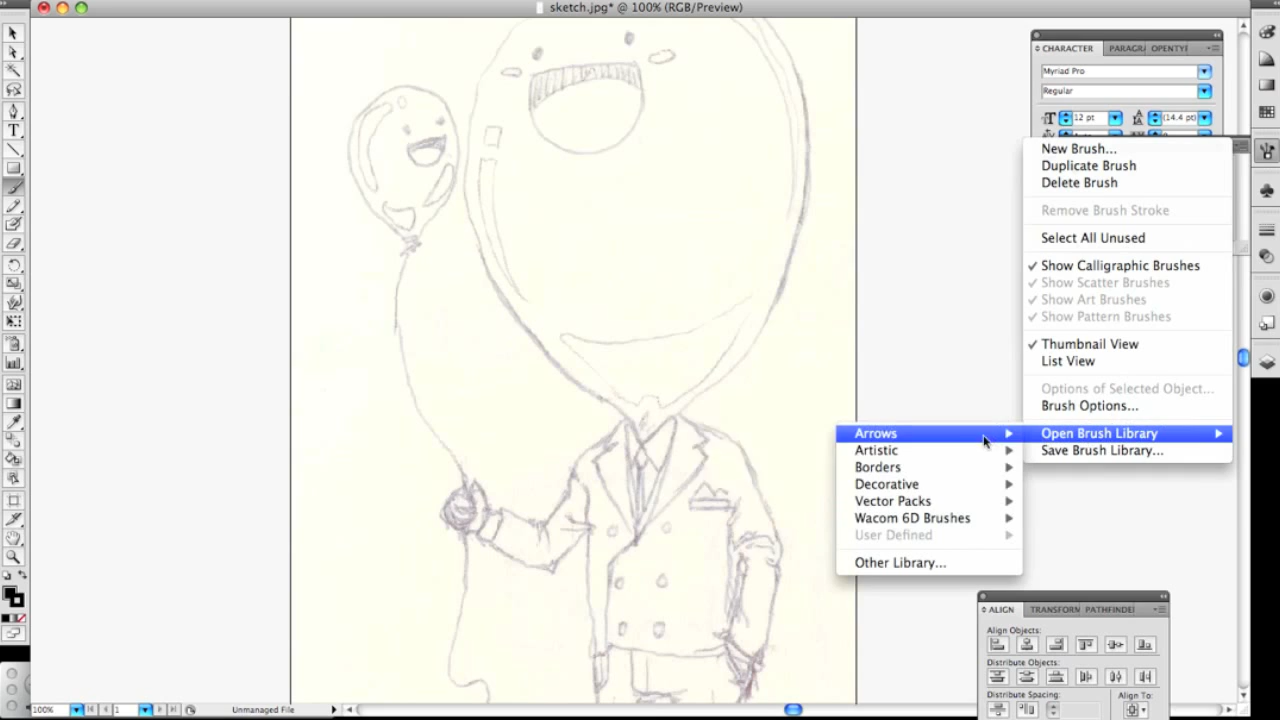 sketch.jpg* @ 100% (RGB/Preview)
CHARACTER
OPENTYI
Myriad Pro
Regular
12 pt
(14.4 pt)
New Brush...
Duplicate Brush
Delete Brush
Remove Brush Stroke
Select All Unused
Show Calligraphic Brushes
Show Scatter Brushes
Show Art Brushes
Show Pattern Brushes
Thumbnail View
List View
Options of Selected Object...
Brush Options...
Open Brush Library
Save Brush Library...
Arrows
Artistic
Borders
Decorative
Vector Packs
Wacom 6D Brushes
User Defined
Other Library...
ALIGN
TRANSFORM
PATHFINDE
Align Objects:
Distribute Objects:
Distribute Spacing:
Align To:
100%
1
Unmanaged File